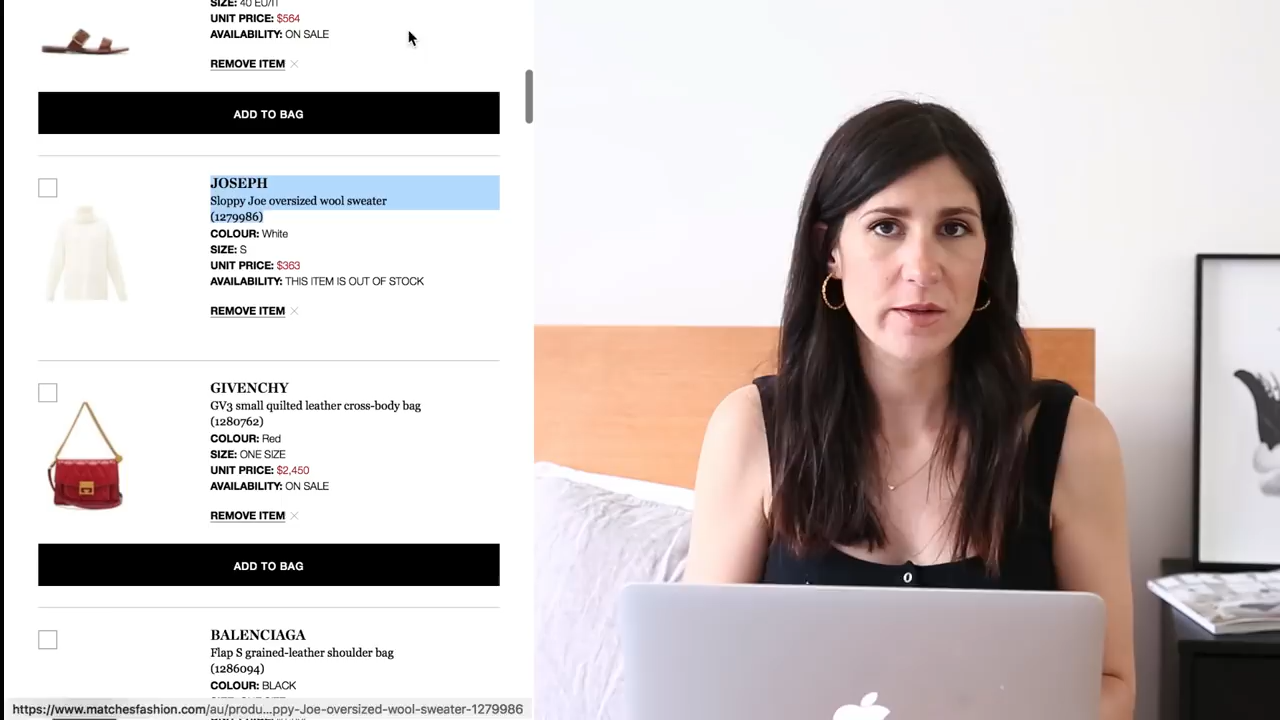 SIZE: 40 EU/IT
UNIT PRICE: $564
AVAILABILITY: ON SALE
REMOVE ITEM ×
ADD TO BAG
JOSEPH
Sloppy Joe oversized wool sweater
(1279986)
COLOUR: White
SIZE: S
UNIT PRICE: $363
AVAILABILITY: THIS ITEM IS OUT OF STOCK
REMOVE ITEM ×
GIVENCHY
GV3 small quilted leather cross-body bag
(1280762)
COLOUR: Red
SIZE: ONE SIZE
UNIT PRICE: $2,450
AVAILABILITY: ON SALE
REMOVE ITEM ×
ADD TO BAG
BALENCIAGA
Flap S grained-leather shoulder bag
(1286094)
COLOUR: BLACK
https://www.matchesfashion.com/au/produ...ppy-Joe-oversized-wool-sweater-1279986